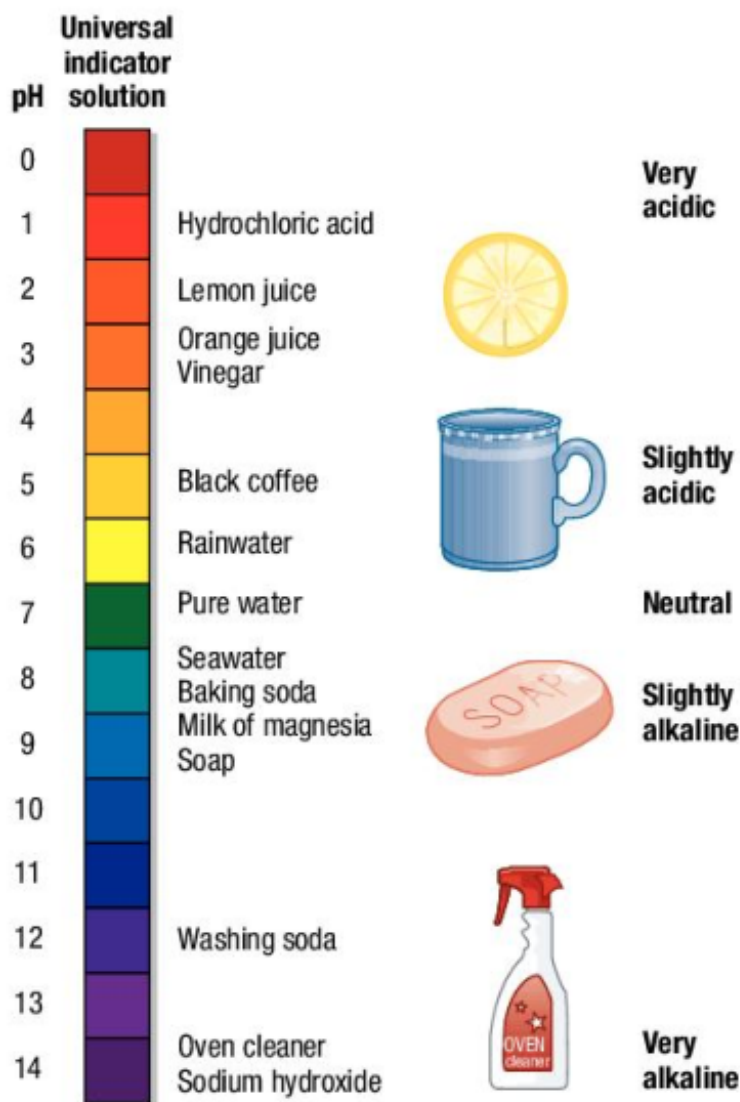 Universal
indicator
pH solution
0
Very
acidic
1 Hydrochloric acid
2 Lemon juice
3 Orange juice
Vinegar
4
Slightly
acidic
5 Black coffee
6 Rainwater
7 Pure water Neutral
8 Seawater
Baking soda
Slightly
alkaline
9 Milk of magnesia
Soap
SOAP
10
11
12 Washing soda
13
14 Oven cleaner
Sodium hydroxide
OVEN
cleaner
Very
alkaline